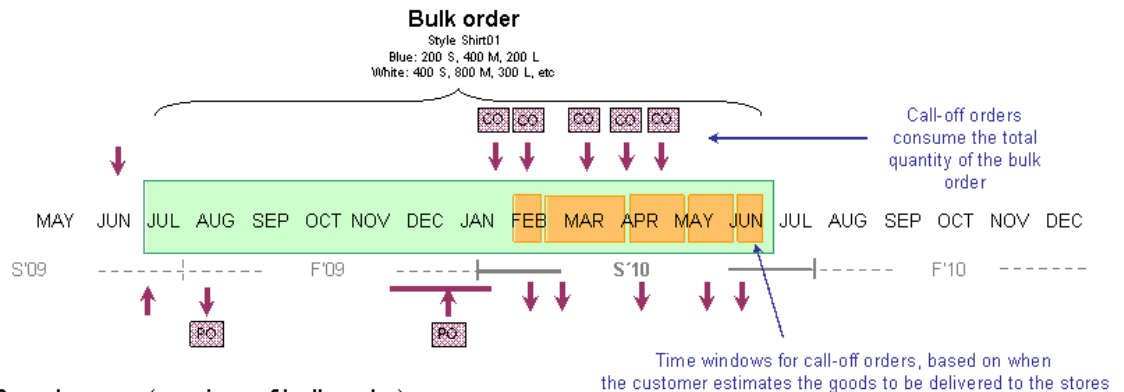 Bulk order
Style Shirt01
Blue: 200 S, 400 M, 200 L
White: 400 S, 800 M, 300 L, etc
CO CO CO CO CO
Call-off orders
consume the total
quantity of the bulk
order
MAY JUN JUL AUG SEP OCT NOV DEC JAN FEB MAR APR MAY JUN JUL AUG SEP OCT NOV DEC
S'09 F'09 S´10 F'10
PO PO
Time windows for call-off orders, based on when
the customer estimates the goods to be delivered to the stores